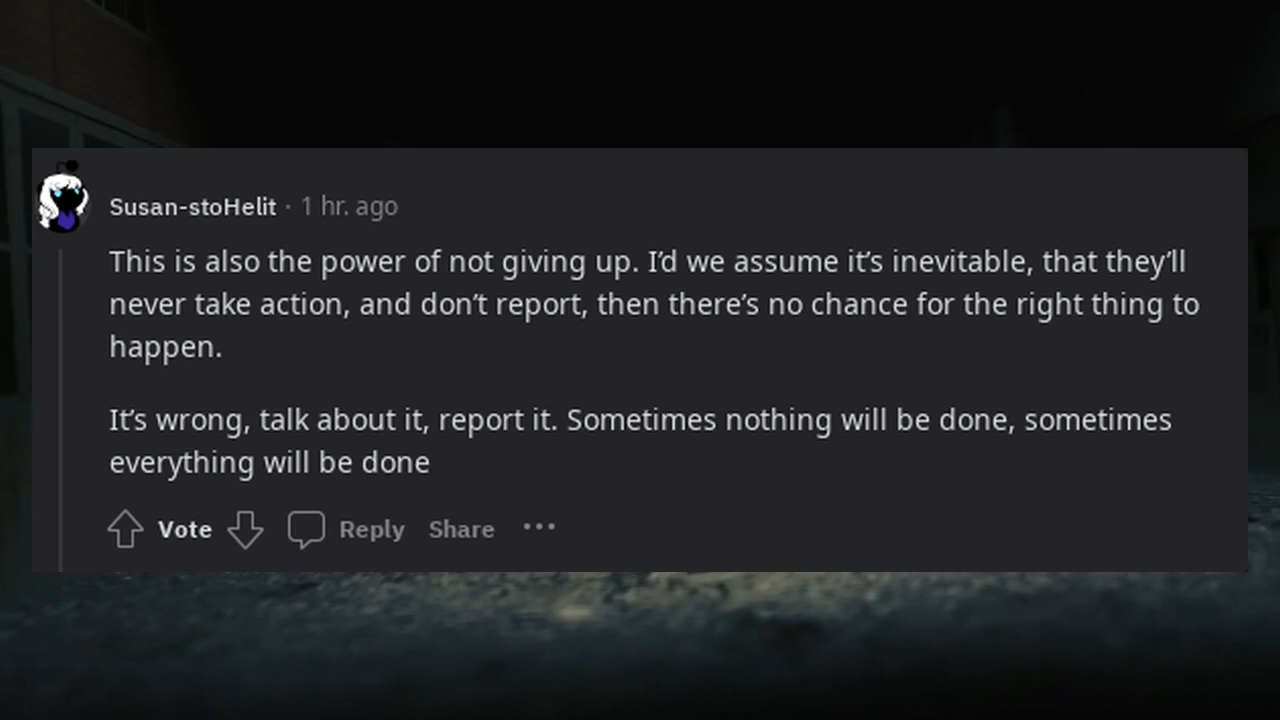 Susan-stoHelit · 1 hr. ago
This is also the power of not giving up. I’d we assume it’s inevitable, that they’ll
never take action, and don’t report, then there’s no chance for the right thing to
happen.
It’s wrong, talk about it, report it. Sometimes nothing will be done, sometimes
everything will be done
Vote Reply Share ···